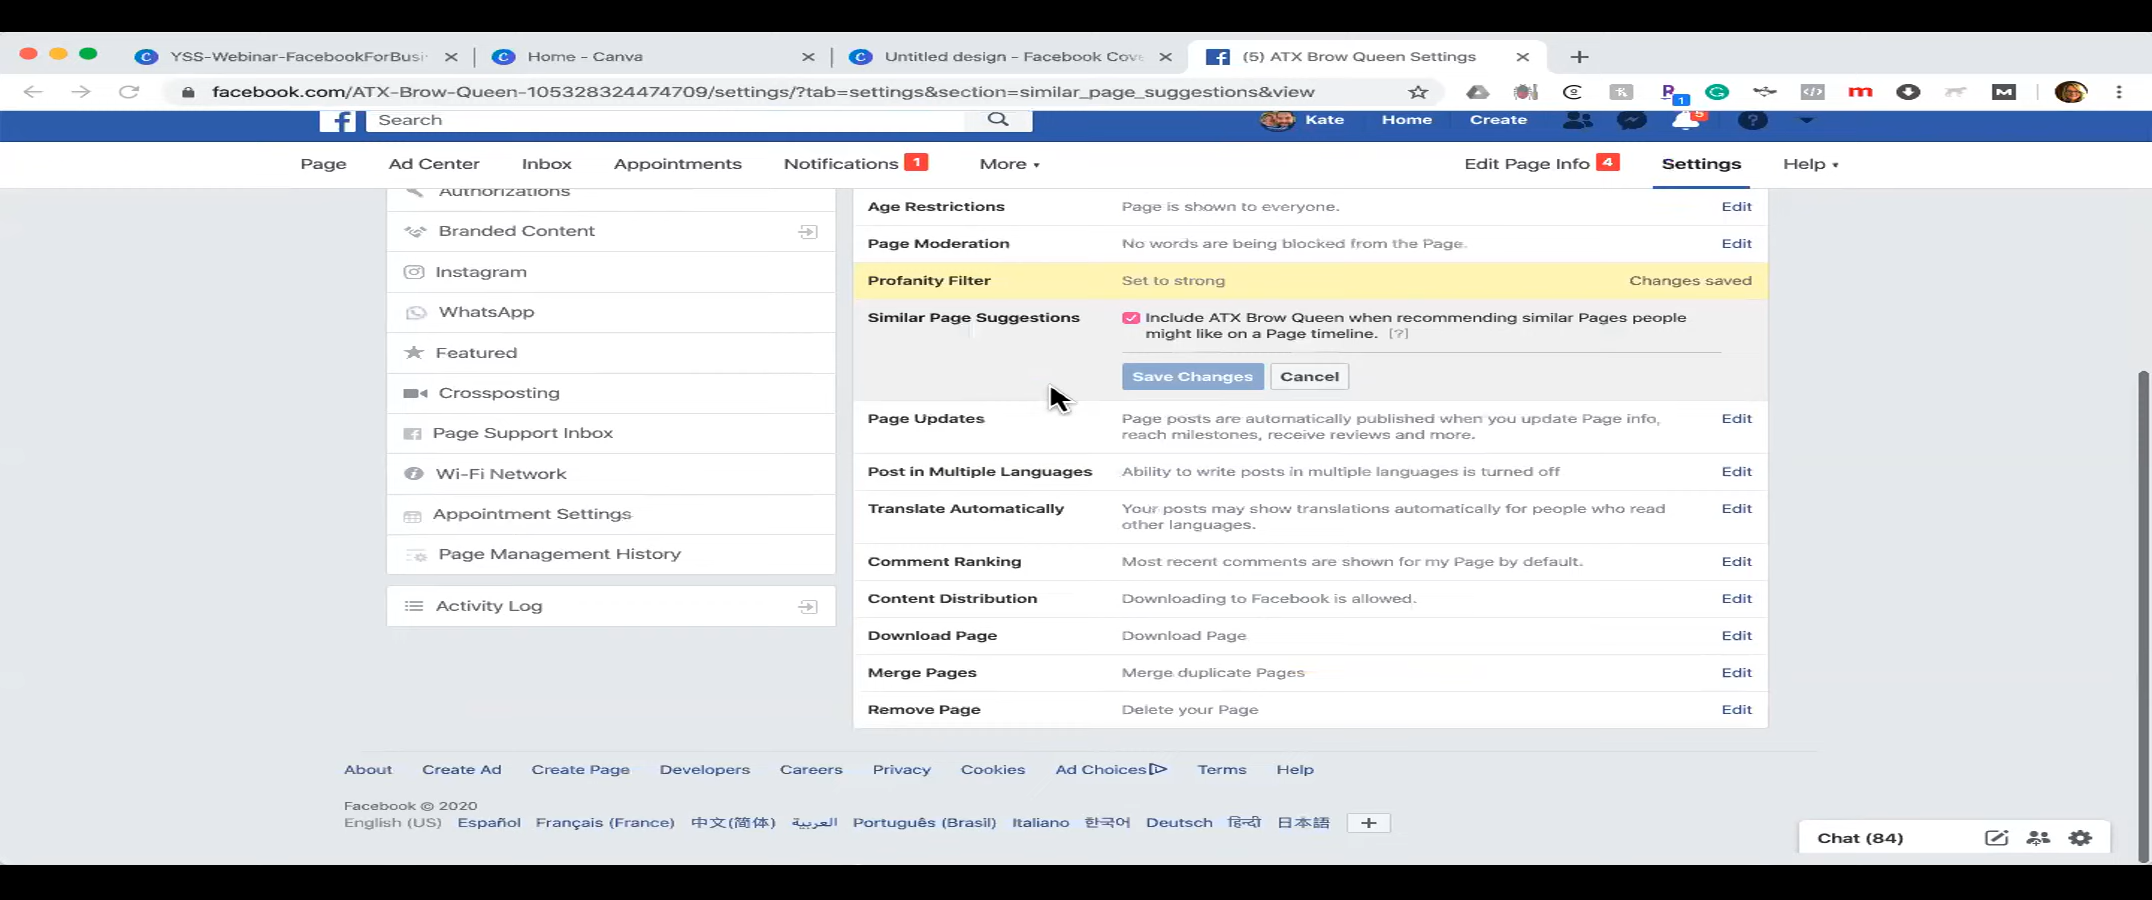 YSS-Webinar-FacebookForBusi
Home - Canva
Untitled design - Facebook Cove
(5) ATX Brow Queen Settings
facebook.com/ATX-Brow-Queen-105328324474709/settings/?tab=settings&section=similar_page_suggestions&view
1
Search
Kate
Home
Create
5
Page
Ad Center
Inbox
Appointments
Notifications 1
More
Edit Page Info 4
Settings
Help
Authorizations
Branded Content
Instagram
WhatsApp
Featured
Crossposting
Page Support Inbox
Wi-Fi Network
Appointment Settings
Page Management History
Activity Log
Age Restrictions Page is shown to everyone. Edit
Page Moderation No words are being blocked from the Page. Edit
Profanity Filter Set to strong Changes saved
Similar Page Suggestions Include ATX Brow Queen when recommending similar Pages people
might like on a Page timeline. [?]
Save Changes Cancel
Page Updates Page posts are automatically published when you update Page info, Edit
reach milestones, receive reviews and more.
Post in Multiple Languages Ability to write posts in multiple languages is turned off Edit
Translate Automatically Your posts may show translations automatically for people who read Edit
other languages.
Comment Ranking Most recent comments are shown for my Page by default. Edit
Content Distribution Downloading to Facebook is allowed. Edit
Download Page Download Page Edit
Merge Pages Merge duplicate Pages Edit
Remove Page Delete your Page Edit
About Create Ad Create Page Developers Careers Privacy Cookies Ad Choices Terms Help
Facebook © 2020
English (US) Español Français (France) 中文(简体) العربية Português (Brasil) Italiano 한국어 Deutsch हिन्दी 日本語 +
Chat (84)